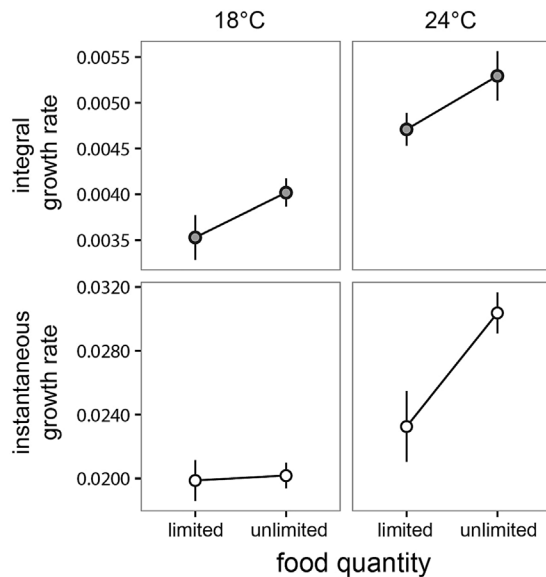 18°C
24°C
integral
growth rate
0.0055
0.0050
0.0045
0.0040
0.0035
instantaneous
growth rate
0.0320
0.0280
0.0240
0.0200
limited
unlimited
limited
unlimited
food quantity